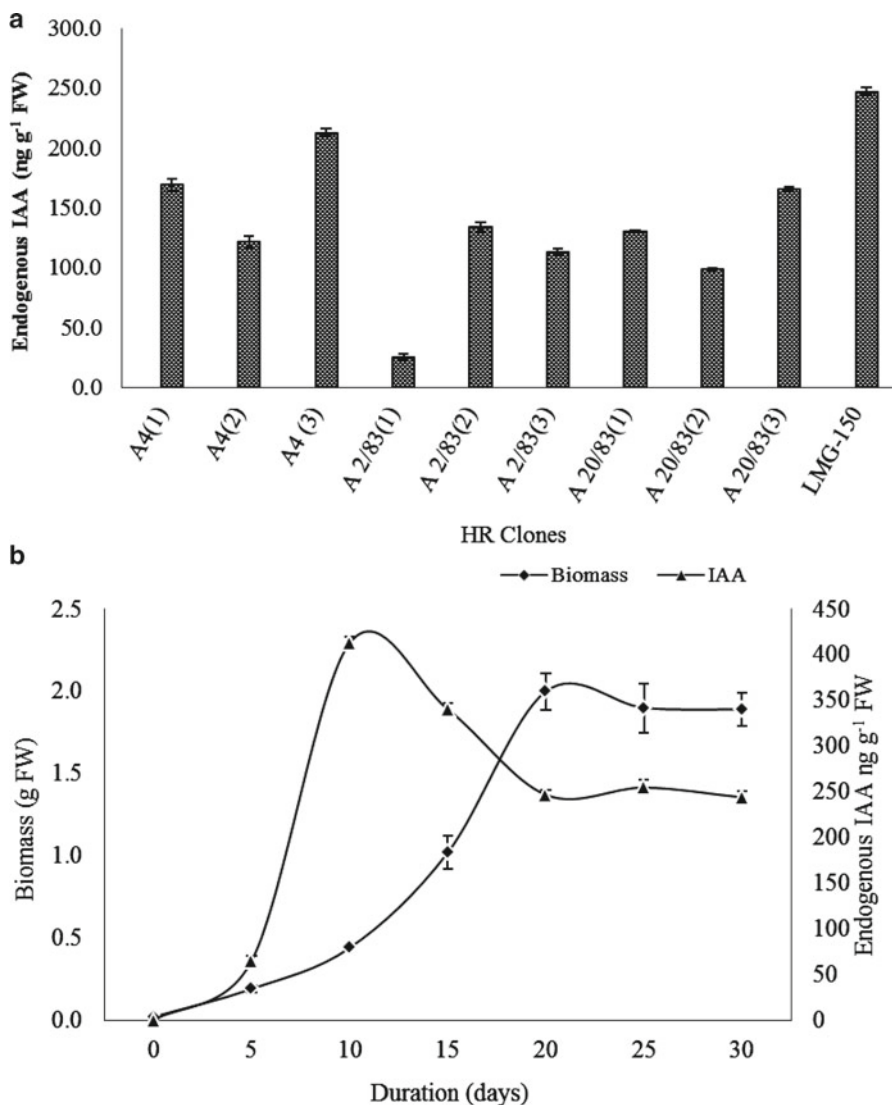 a
Endogenous IAA (ng g⁻¹ FW)
300.0
250.0
200.0
150.0
100.0
50.0
0.0
A4(1)
A4(2)
A4 (3)
A 2/83(1)
A 2/83(2)
A 2/83(3)
A 20/83(1)
A 20/83(2)
A 20/83(3)
LMG-150
HR Clones
b
Biomass IAA
Biomass (g FW)
2.5
2.0
1.5
1.0
0.5
0.0
450
400
350
300
250
200
150
100
50
0
Endogenous IAA ng g⁻¹ FW
0 5 10 15 20 25 30
Duration (days)